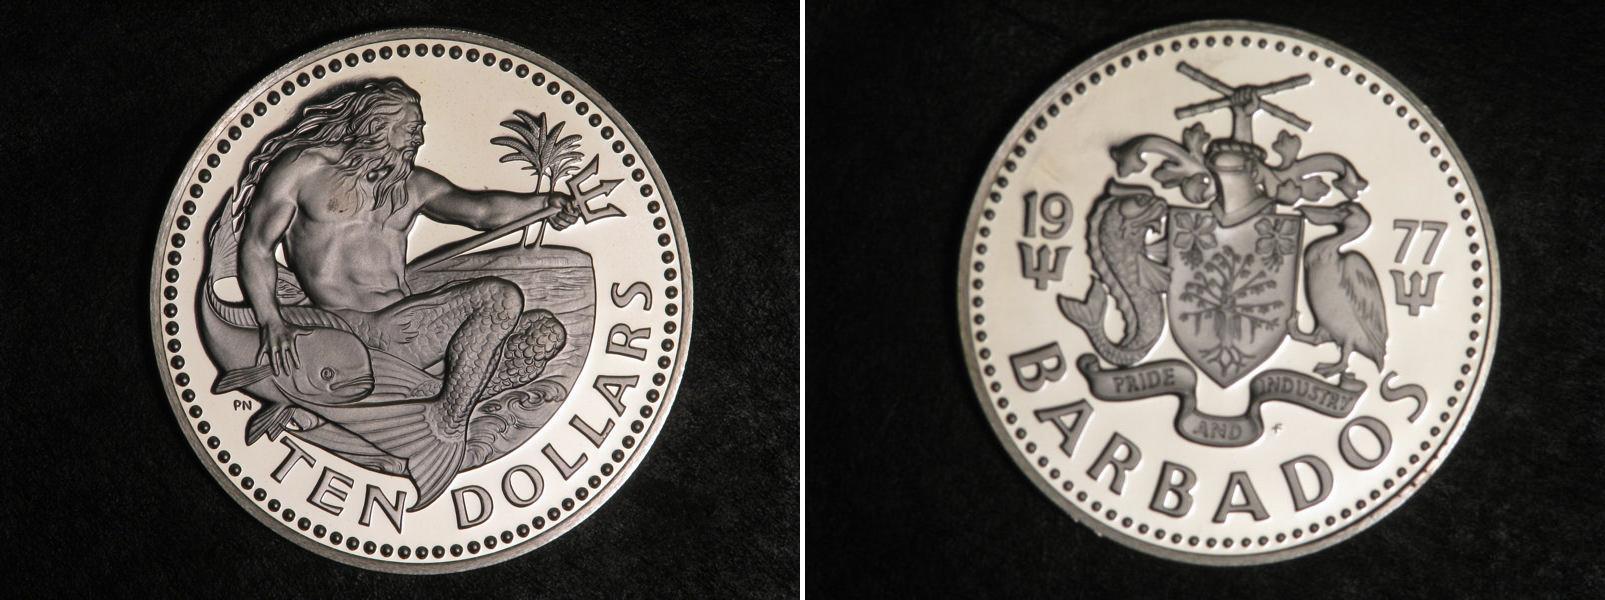 PN
TEN DOLLARS
19 77
PRIDE AND INDUSTRY
F
BARBADOS